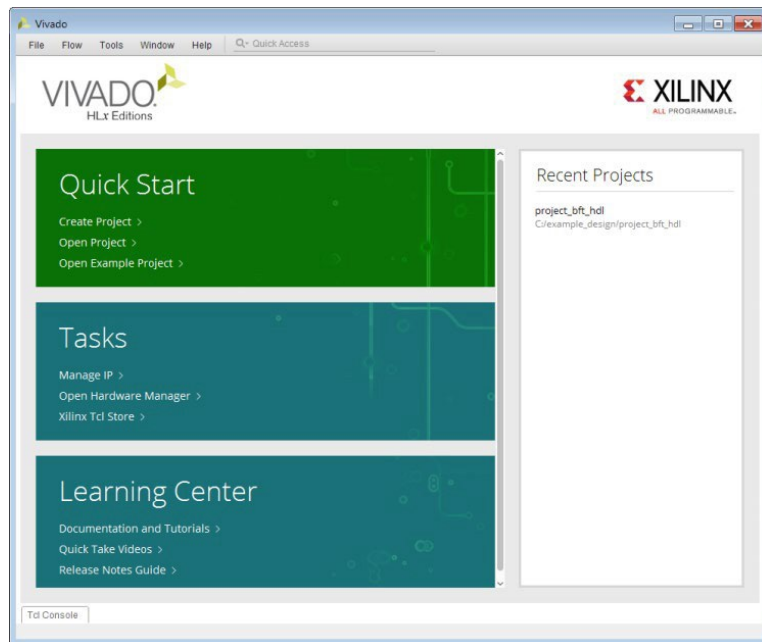 Vivado
File Flow Tools Window Help Quick Access
VIVADO.
HLx Editions
XILINX
ALL PROGRAMMABLE.
Quick Start
Create Project >
Open Project >
Open Example Project >
Tasks
Manage IP >
Open Hardware Manager >
Xilinx Tcl Store >
Learning Center
Documentation and Tutorials >
Quick Take Videos >
Release Notes Guide >
Recent Projects
project_bft_hdl
C:/example_design/project_bft_hdl
Tcl Console